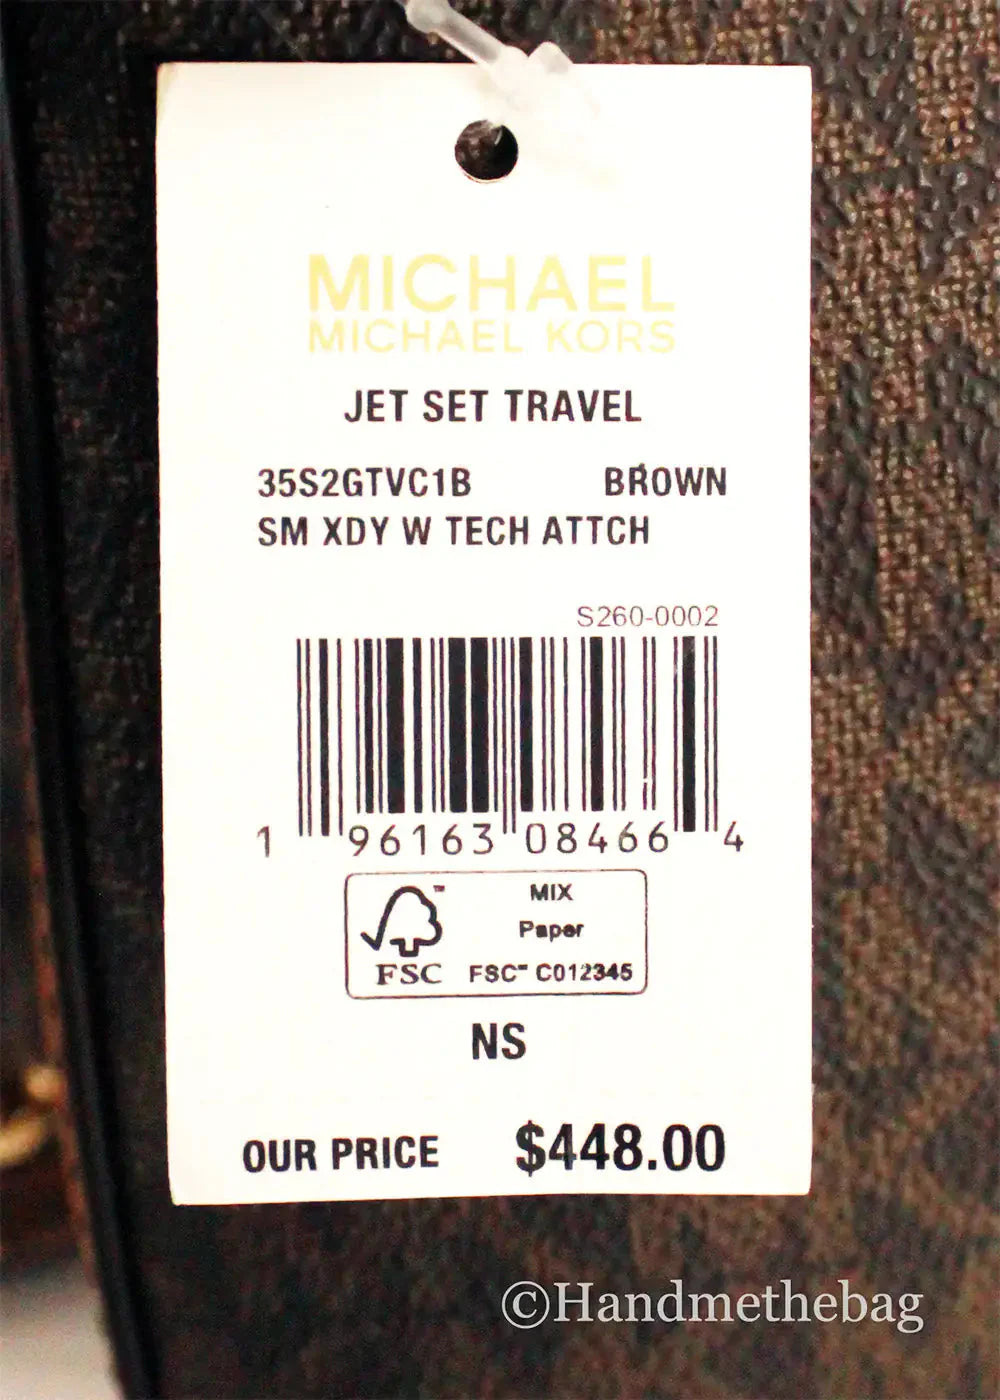 MICHAEL
MICHAEL KORS
JET SET TRAVEL
35S2GTVC1B BROWN
SM XDY W TECH ATTCH
S260-0002
1 96163 08466 4
™
MIX
Paper
FSC FSC™ C012345
NS
OUR PRICE $448.00
©Handmethebag